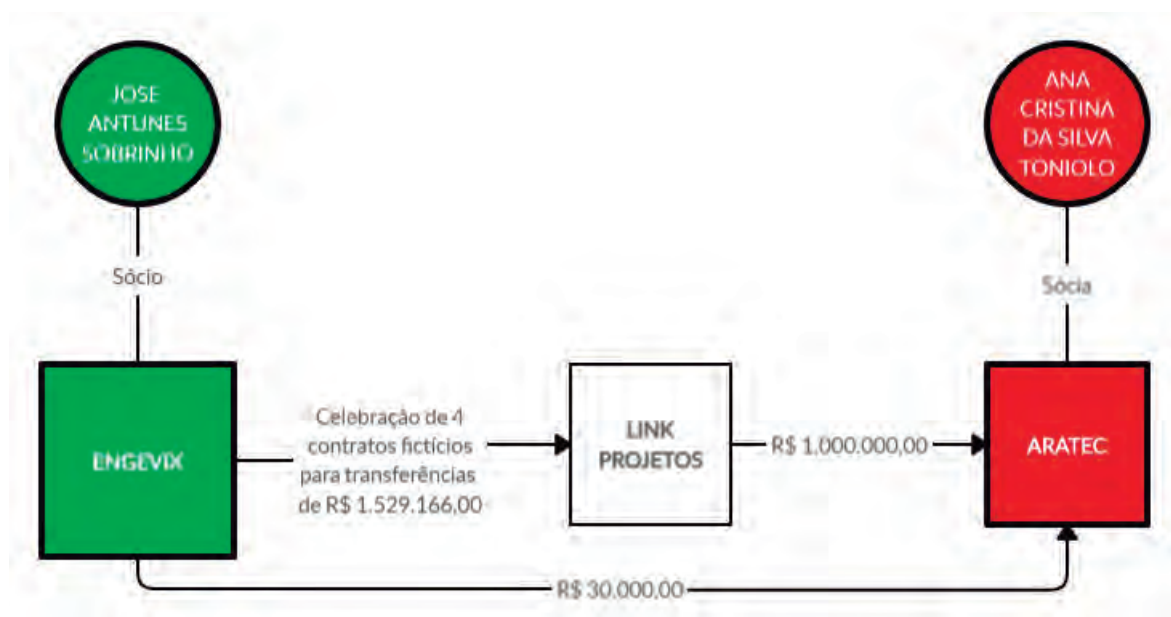 JOSE
ANTUNES
SOBRINHO
ANA
CRISTINA
DA SILVA
TONIOLO
Sócio
Sócia
ENGEVIX
Celebração de 4
contratos fictícios
para transferências
de R$ 1.529.166,00
LINK
PROJETOS
R$ 1.000.000,00
ARATEC
R$ 30.000,00